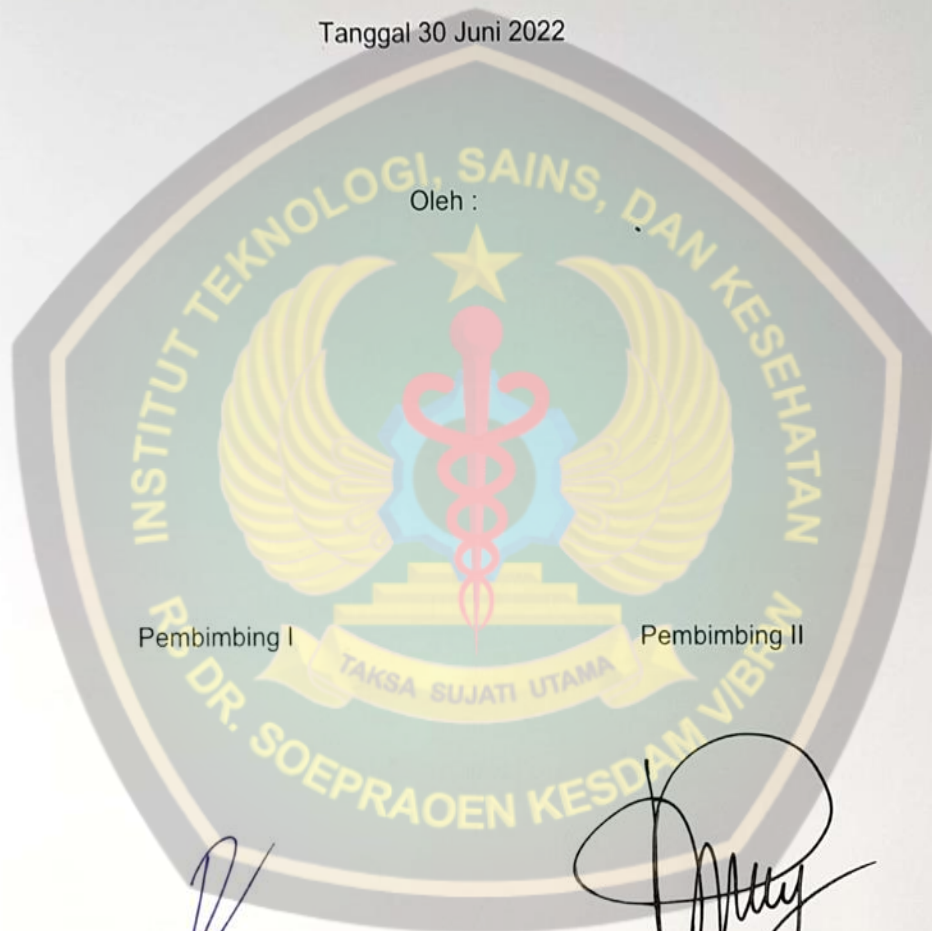 Tanggal 30 Juni 2022
INSTITUT TEKNOLOGI, SAINS, DAN KESEHATAN
Oleh :
Pembimbing I
Pembimbing II
TAKSA SUJATI UTAMA
RS DR. SOEPRAOEN KESDAM V/BRW